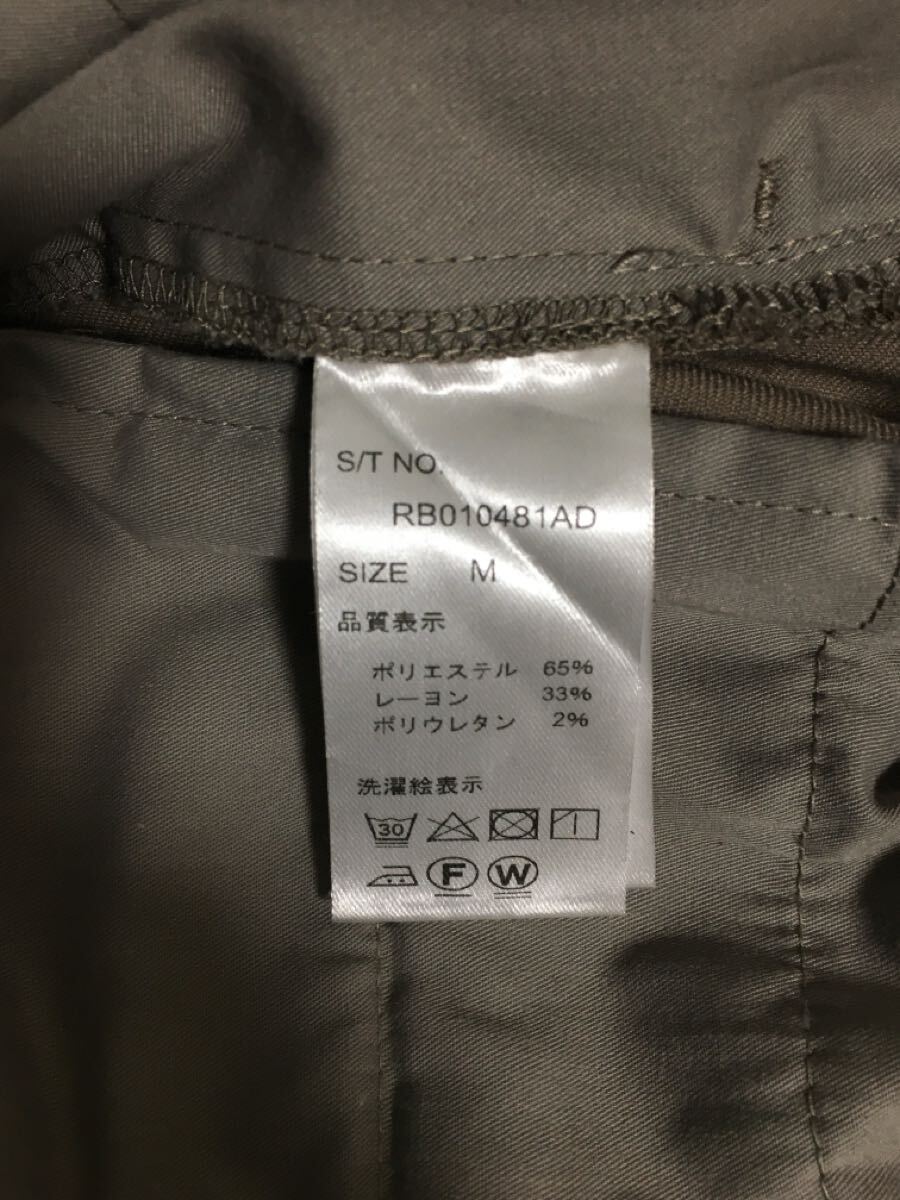 S/T NO.
RB010481AD
SIZE M
品質表示
ポリエステル 65%
レーヨン 33%
ポリウレタン 2%
洗濯絵表示
30
F W